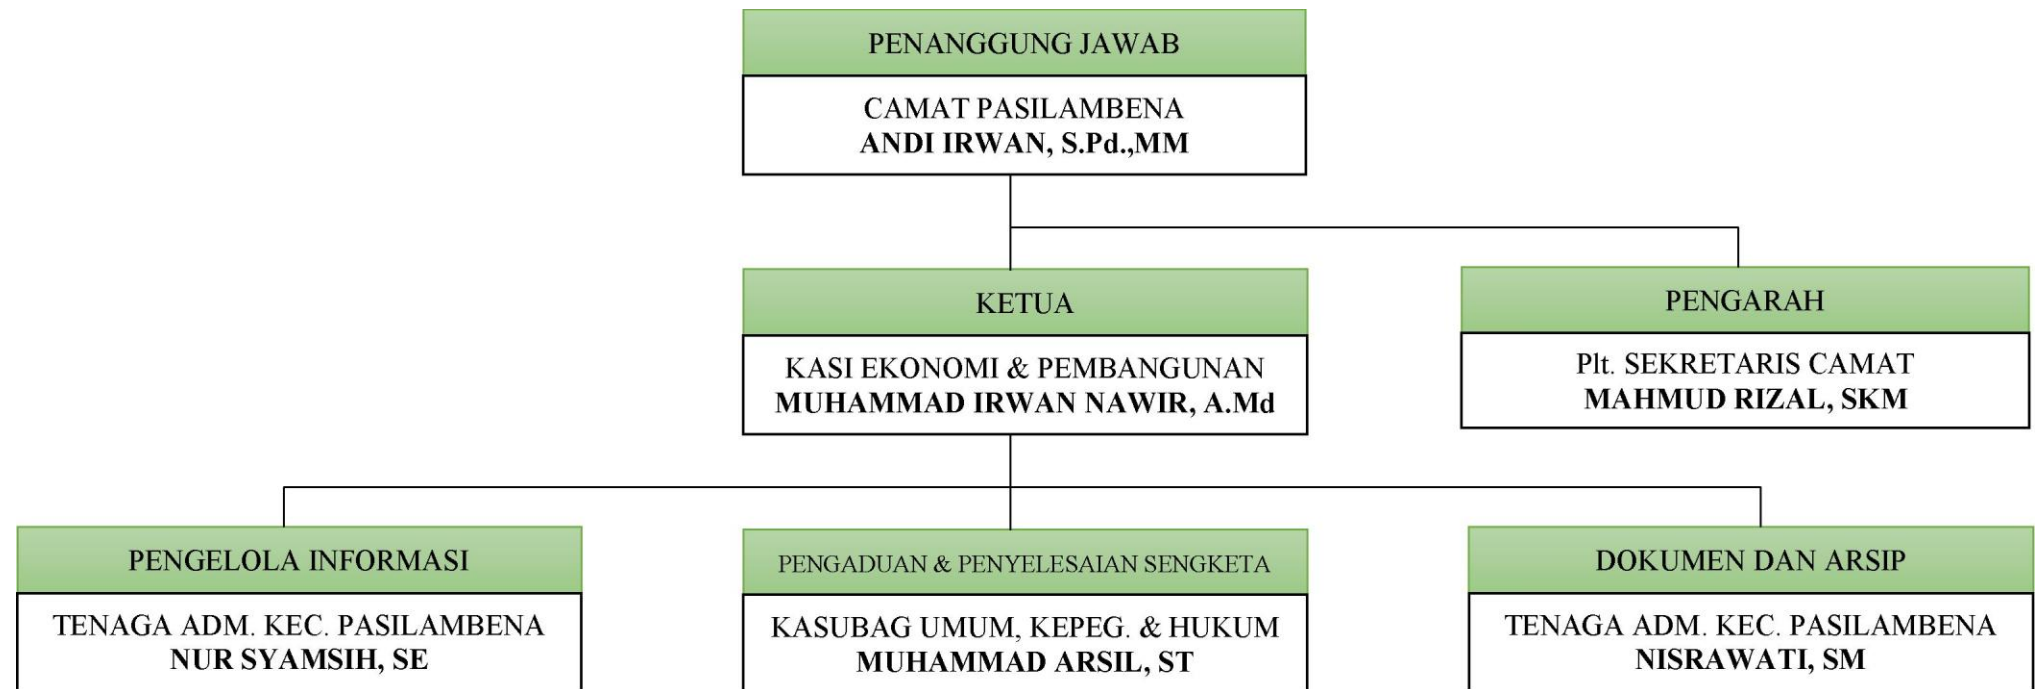 PENANGGUNG JAWAB
CAMAT PASILAMBENA
ANDI IRWAN, S.Pd.,MM
KETUA
KASI EKONOMI & PEMBANGUNAN
MUHAMMAD IRWAN NAWIR, A.Md
PENGARAH
Plt. SEKRETARIS CAMAT
MAHMUD RIZAL, SKM
PENGELOLA INFORMASI
TENAGA ADM. KEC. PASILAMBENA
NUR SYAMSIH, SE
PENGADUAN & PENYELESAIAN SENGKETA
KASUBAG UMUM, KEPEG. & HUKUM
MUHAMMAD ARSIL, ST
DOKUMEN DAN ARSIP
TENAGA ADM. KEC. PASILAMBENA
NISRAWATI, SM